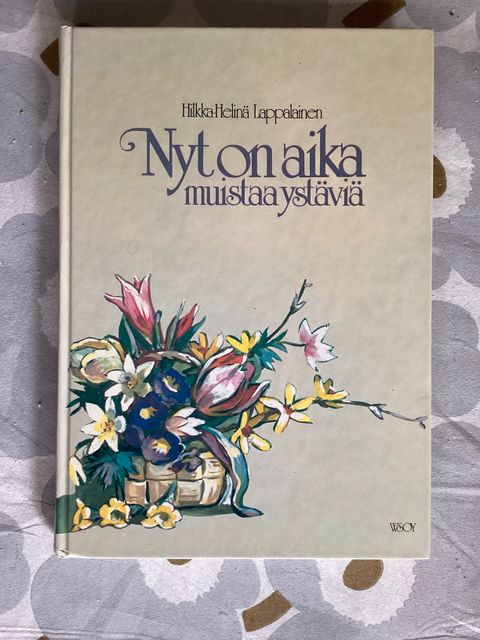 Hilkka-Helinä Lappalainen
Nyt on aika
muistaa ystäviä
WSOY